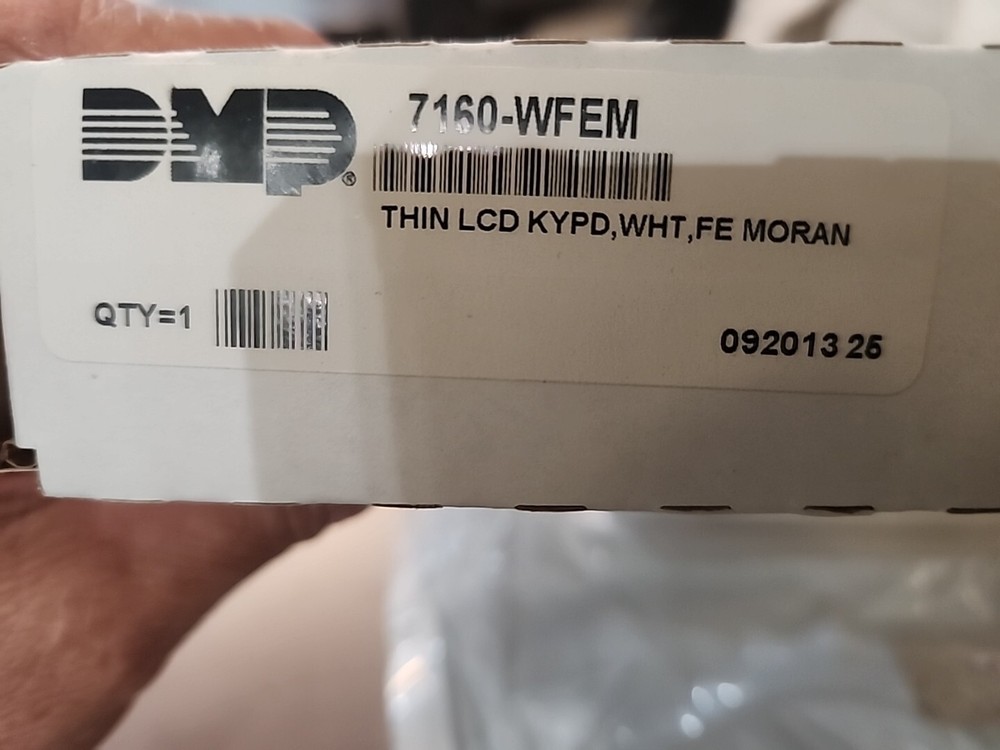 DMP®
7160-WFEM
THIN LCD KYPD,WHT,FE MORAN
QTY=1
092013 25